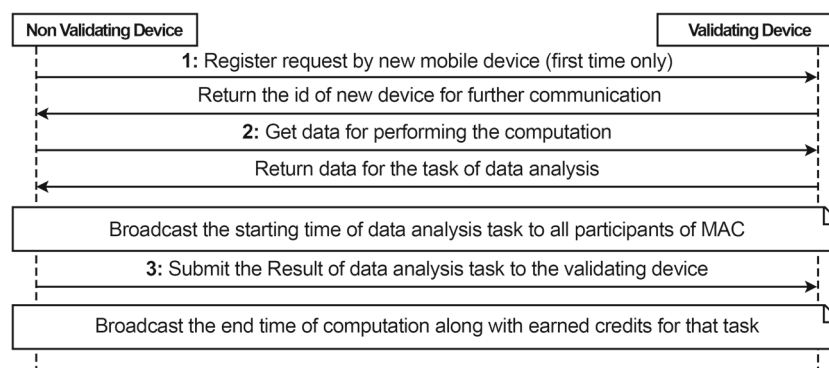 Non Validating Device
Validating Device
1: Register request by new mobile device (first time only)
Return the id of new device for further communication
2: Get data for performing the computation
Return data for the task of data analysis
Broadcast the starting time of data analysis task to all participants of MAC
3: Submit the Result of data analysis task to the validating device
Broadcast the end time of computation along with earned credits for that task